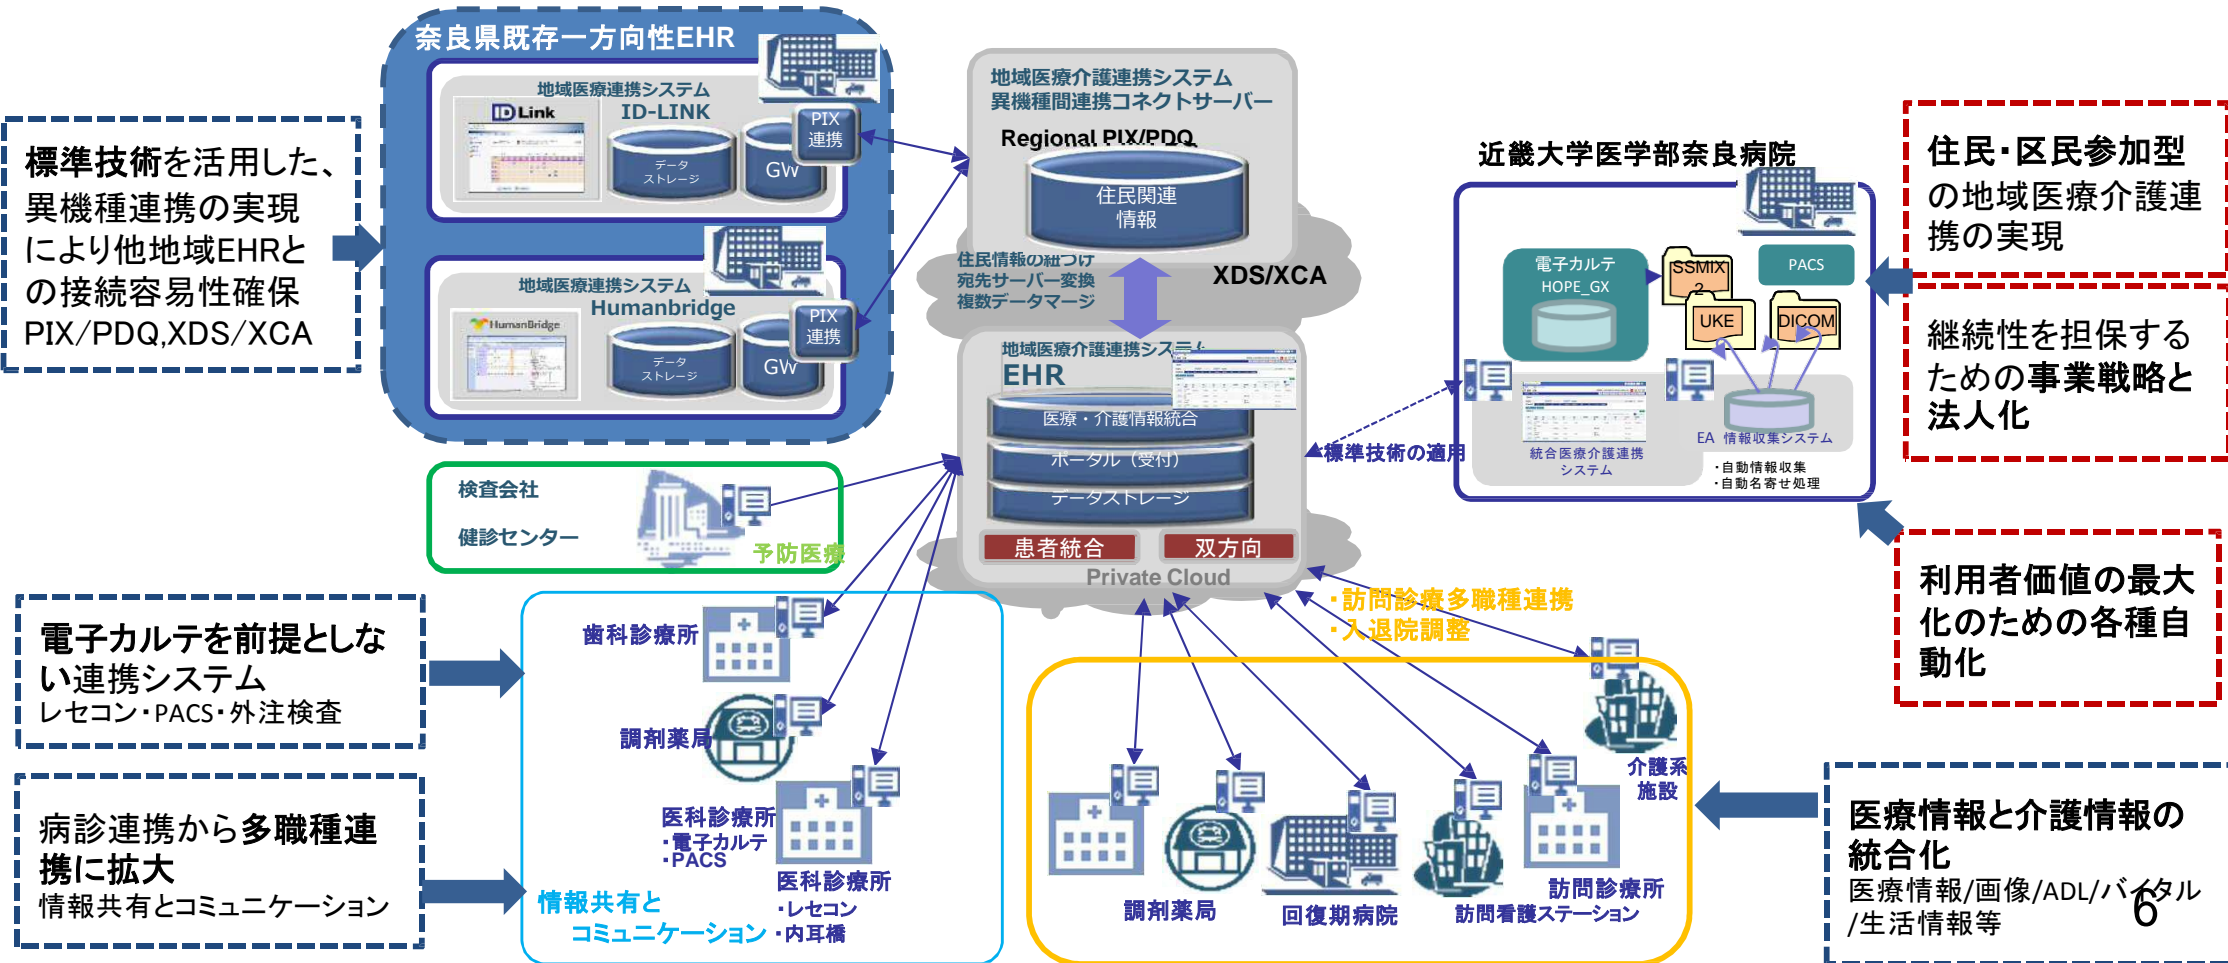 奈良県既存一方向性EHR
地域医療連携システム
ID-LINK
ID Link
データ
ストレージ
GW
PIX
連携
地域医療連携システム
Humanbridge
HumanBridge
データ
ストレージ
GW
PIX
連携
標準技術を活用した、
異機種連携の実現
により他地域EHRと
の接続容易性確保
PIX/PDQ,XDS/XCA
地域医療介護連携システム
異機種間連携コネクトサーバー
Regional PIX/PDQ
住民関連
情報
住民情報の紐づけ
宛先サーバー変換
複数データマージ
XDS/XCA
地域医療介護連携システム
EHR
医療・介護情報統合
ポータル（受付）
データストレージ
患者統合
双方向
Private Cloud
標準技術の適用
近畿大学医学部奈良病院
電子カルテ
HOPE_GX
SSMIX
2
PACS
UKE
DICOM
統合医療介護連携
システム
EA 情報収集システム
・自動情報収集
・自動名寄せ処理
住民・区民参加型
の地域医療介護連
携の実現
継続性を担保する
ための事業戦略と
法人化
利用者価値の最大
化のための各種自
動化
検査会社
健診センター
予防医療
電子カルテを前提としな
い連携システム
レセコン・PACS・外注検査
病診連携から多職種連
携に拡大
情報共有とコミュニケーション
歯科診療所
調剤薬局
医科診療所
・電子カルテ
・PACS
医科診療所
・レセコン
・内耳橋
情報共有と
コミュニケーション
・訪問診療多職種連携
・入退院調整
調剤薬局
回復期病院
訪問看護ステーション
訪問診療所
介護系
施設
医療情報と介護情報の
統合化
医療情報/画像/ADL/バイタル
/生活情報等
6